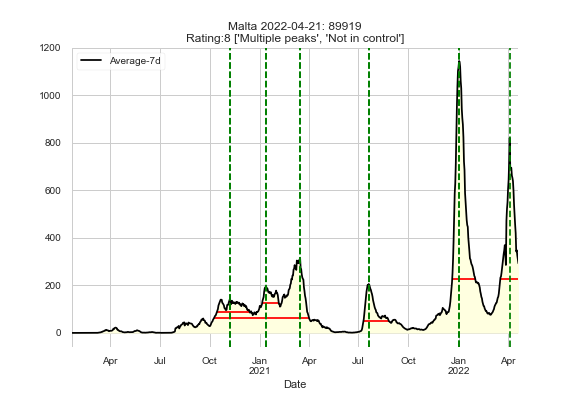 Malta 2022-04-21: 89919
Rating:8 ['Multiple peaks', 'Not in control']
Average-7d
1200
1000
800
600
400
200
0
Apr Jul Oct Jan Apr Jul Oct Jan Apr
2021 2022
Date